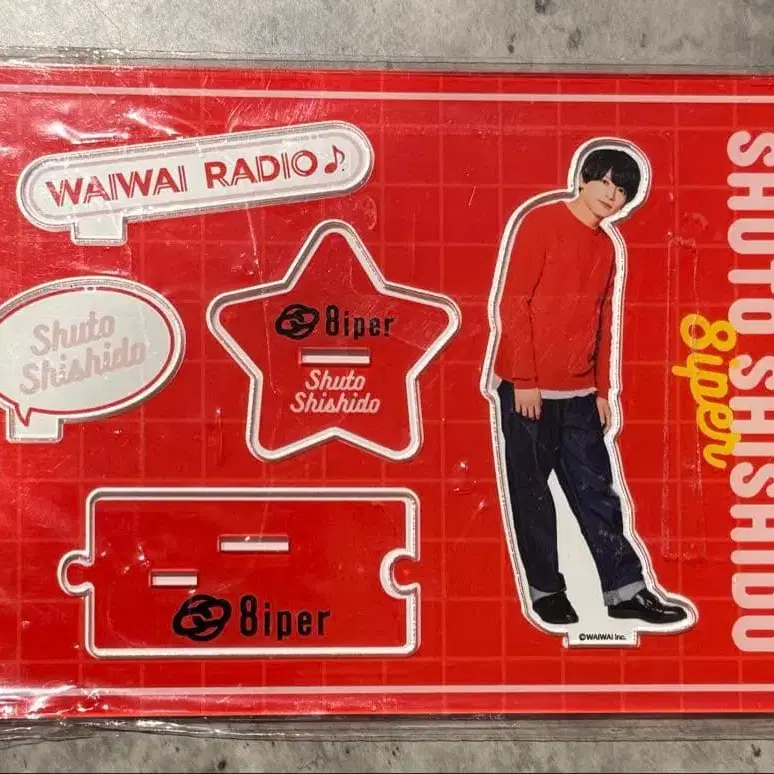 WAIWAI RADIO♪
Shuto
Shishido
8iper
Shuto
Shishido
8iper
©WAIWAI Inc.
SHUTO SHISHIDO
8iper